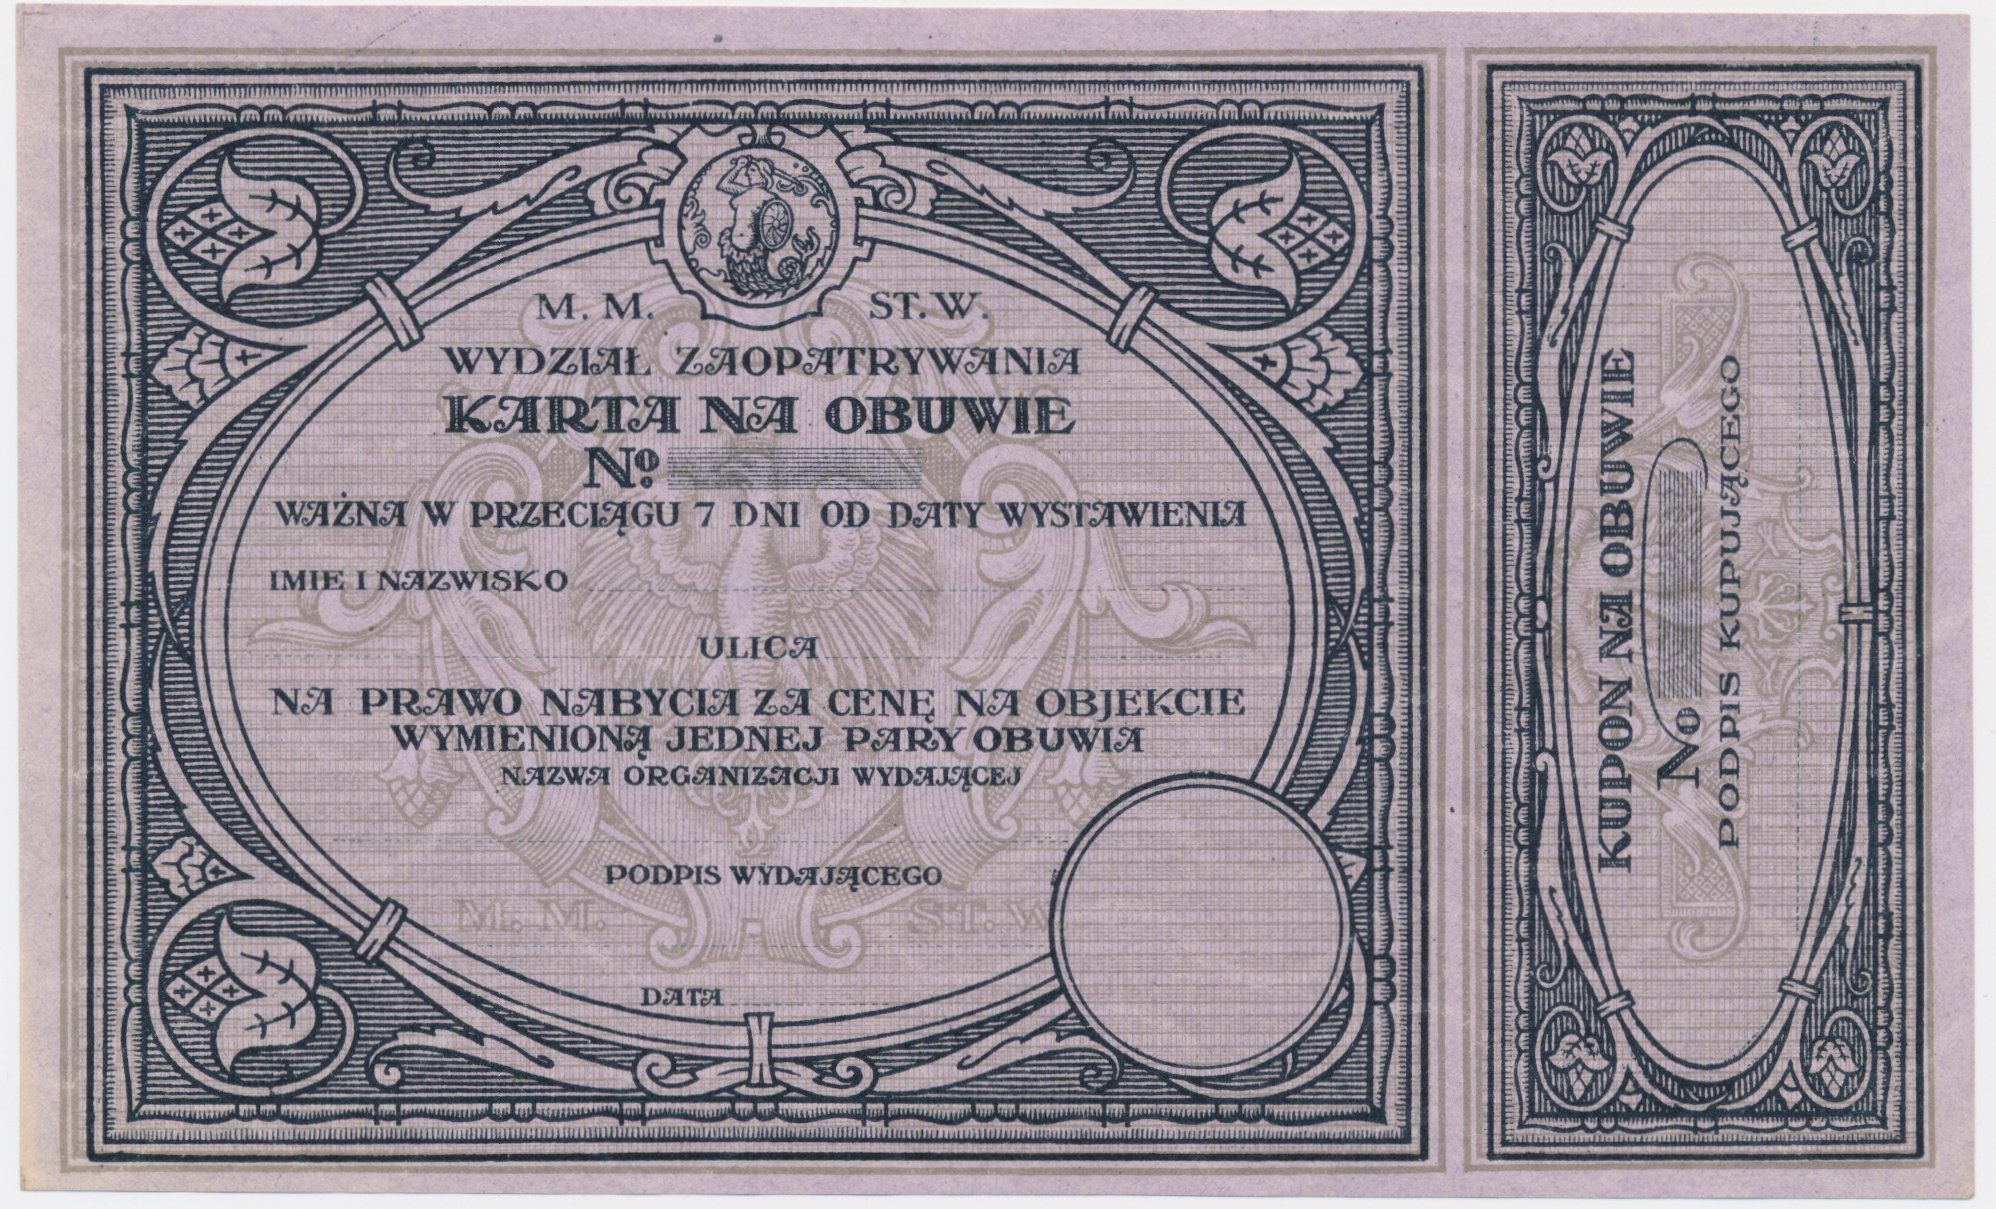 M. M. ST. W.
WYDZIAŁ ZAOPATRYWANIA
KARTA NA OBUWIE
No.
WAŻNA W PRZECIĄGU 7 DNI OD DATY WYSTAWIENIA
IMIE I NAZWISKO
ULICA
NA PRAWO NABYCIA ZA CENĘ NA OBJEKCIE
WYMIENIONĄ JEDNEJ PARY OBUWIA
NAZWA ORGANIZACJI WYDAJĄCEJ
PODPIS WYDAJĄCEGO
M. M. ST. W
DATA
KUPON NA OBUWIE
No
PODPIS KUPUJĄCEGO